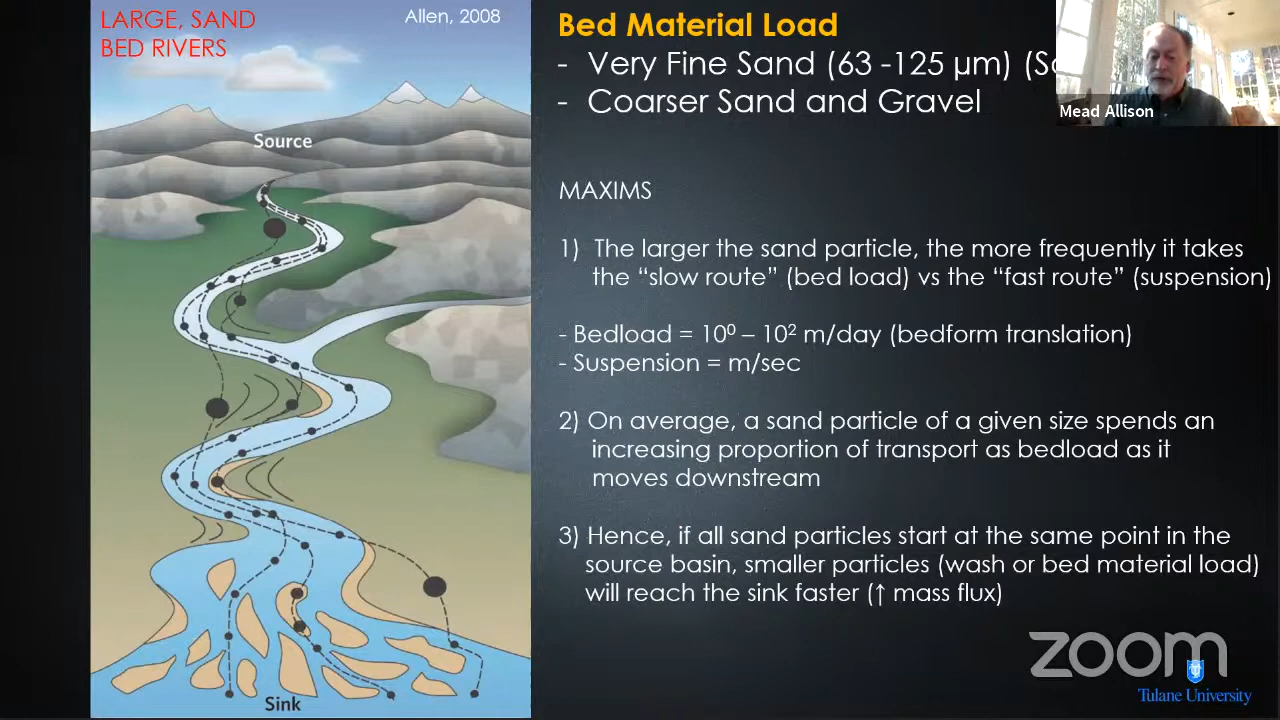 LARGE, SAND
BED RIVERS
Allen, 2008
Source
Sink
Bed Material Load
- Very Fine Sand (63 -125 µm)
- Coarser Sand and Gravel
Mead Allison
MAXIMS
1) The larger the sand particle, the more frequently it takes
the “slow route” (bed load) vs the “fast route” (suspension)
- Bedload = 10⁰ – 10² m/day (bedform translation)
- Suspension = m/sec
2) On average, a sand particle of a given size spends an
increasing proportion of transport as bedload as it
moves downstream
3) Hence, if all sand particles start at the same point in the
source basin, smaller particles (wash or bed material load)
will reach the sink faster (↑ mass flux)
zoom
Tulane University